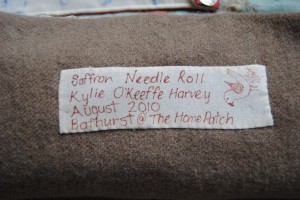 Saffron Needle Roll
Kylie O'Keeffe Harvey
August 2010
Bathurst @ The Home Patch